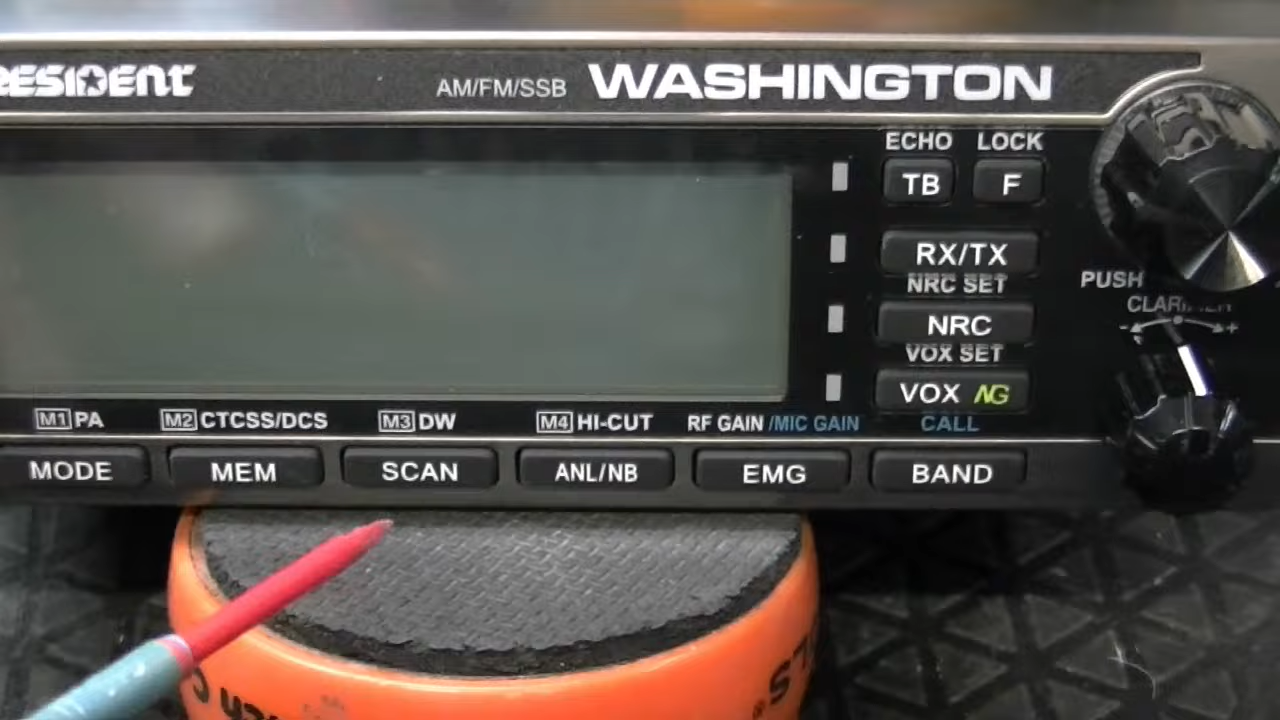 RESIDENT AM/FM/SSB WASHINGTON
ECHO LOCK
TB F
RX/TX
NRC SET
PUSH
NRC
CLARIFIER
- +
VOX SET
VOX NG
M1 PA M2 CTCSS/DCS M3 DW M4 HI-CUT RF GAIN /MIC GAIN CALL
MODE MEM SCAN ANL/NB EMG BAND